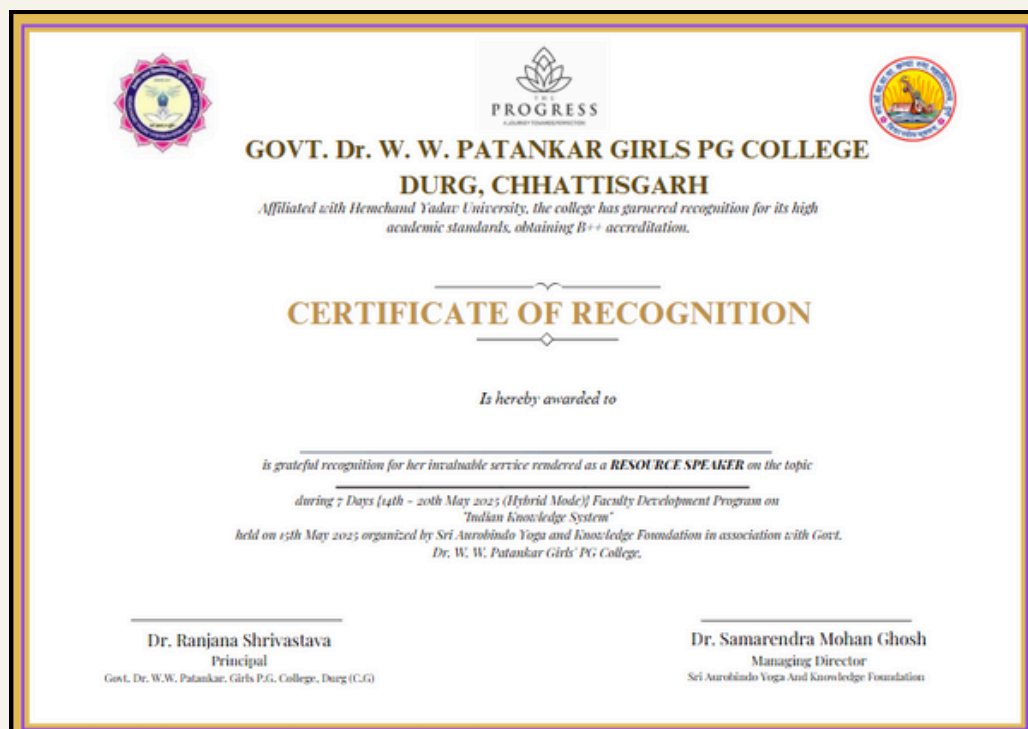 THE
PROGRESS
A JOURNEY TOWARDS PERFECTION
GOVT. Dr. W. W. PATANKAR GIRLS PG COLLEGE
DURG, CHHATTISGARH
Affiliated with Hemchand Yadav University, the college has garnered recognition for its high
academic standards, obtaining B++ accreditation.
CERTIFICATE OF RECOGNITION
Is hereby awarded to
is grateful recognition for her invaluable service rendered as a RESOURCE SPEAKER on the topic
during 7 Days {14th - 20th May 2025 (Hybrid Mode)} Faculty Development Program on
"Indian Knowledge System"
held on 15th May 2025 organized by Sri Aurobindo Yoga and Knowledge Foundation in association with Govt.
Dr. W. W. Patankar Girls' PG College.
Dr. Ranjana Shrivastava
Principal
Govt. Dr. W.W. Patankar. Girls P.G. College, Durg (C.G)
Dr. Samarendra Mohan Ghosh
Managing Director
Sri Aurobindo Yoga And Knowledge Foundation